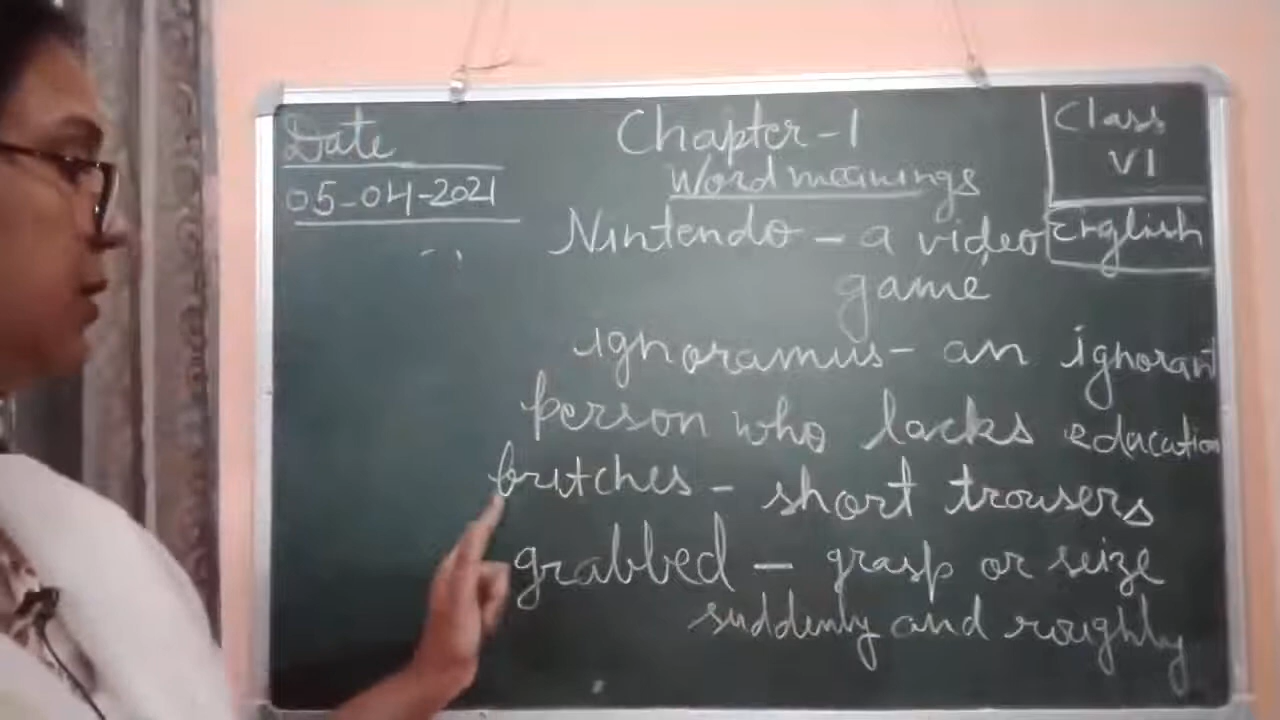 Date
05-04-2021
Chapter-1
Word meanings
Class
VI
English
Nintendo - a video
game
ignoramus - an ignorant
person who lacks education
britches - short trousers
grabbed - grasp or seize
suddenly and roughly